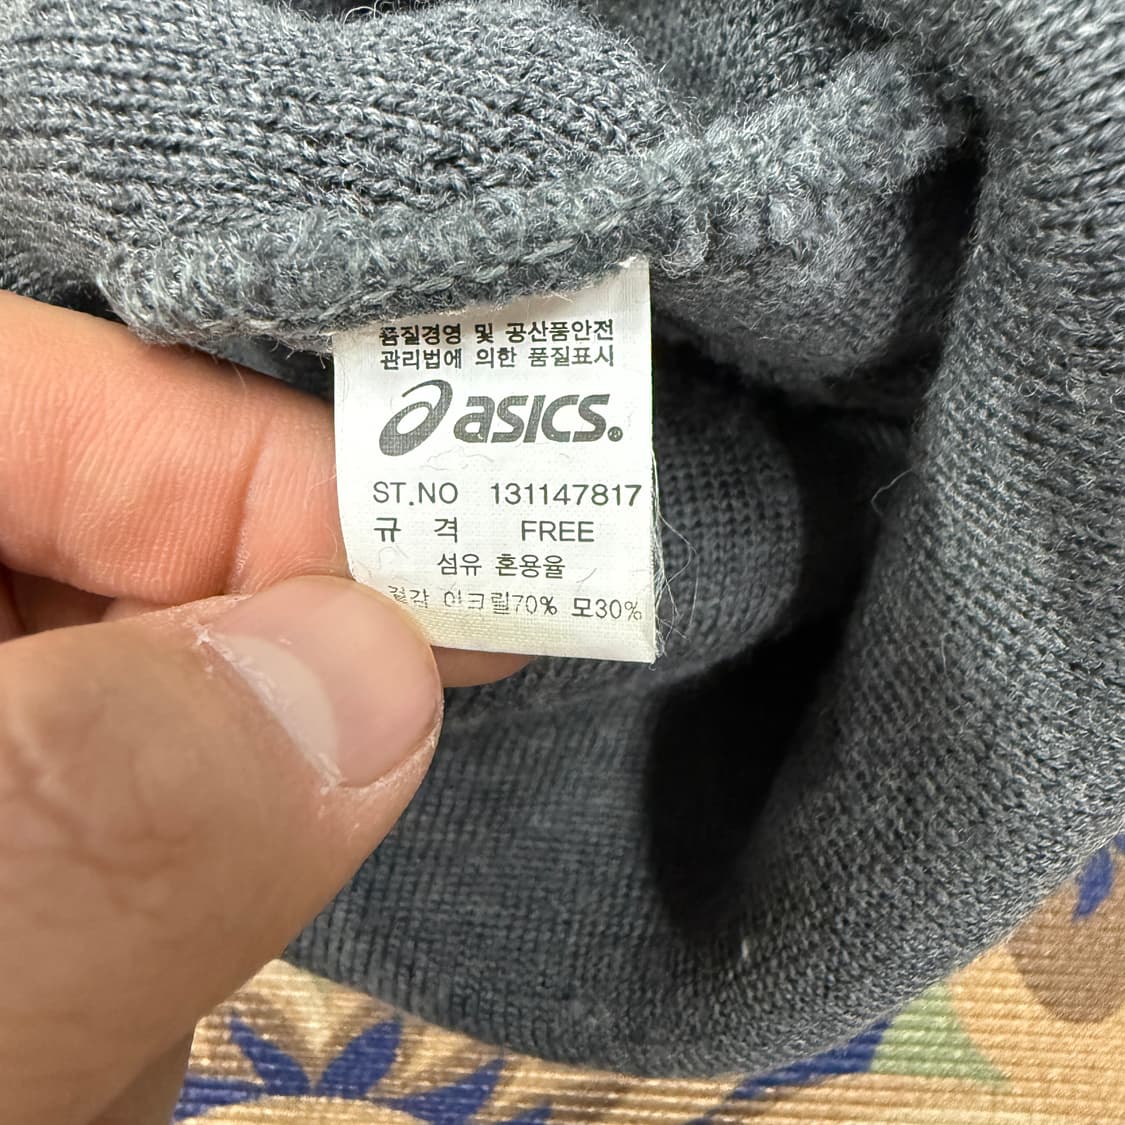 품질경영 및 공산품안전
관리법에 의한 품질표시
asics.
ST.NO 131147817
규 격 FREE
섬유 혼용율
겉감 아크릴70% 모30%